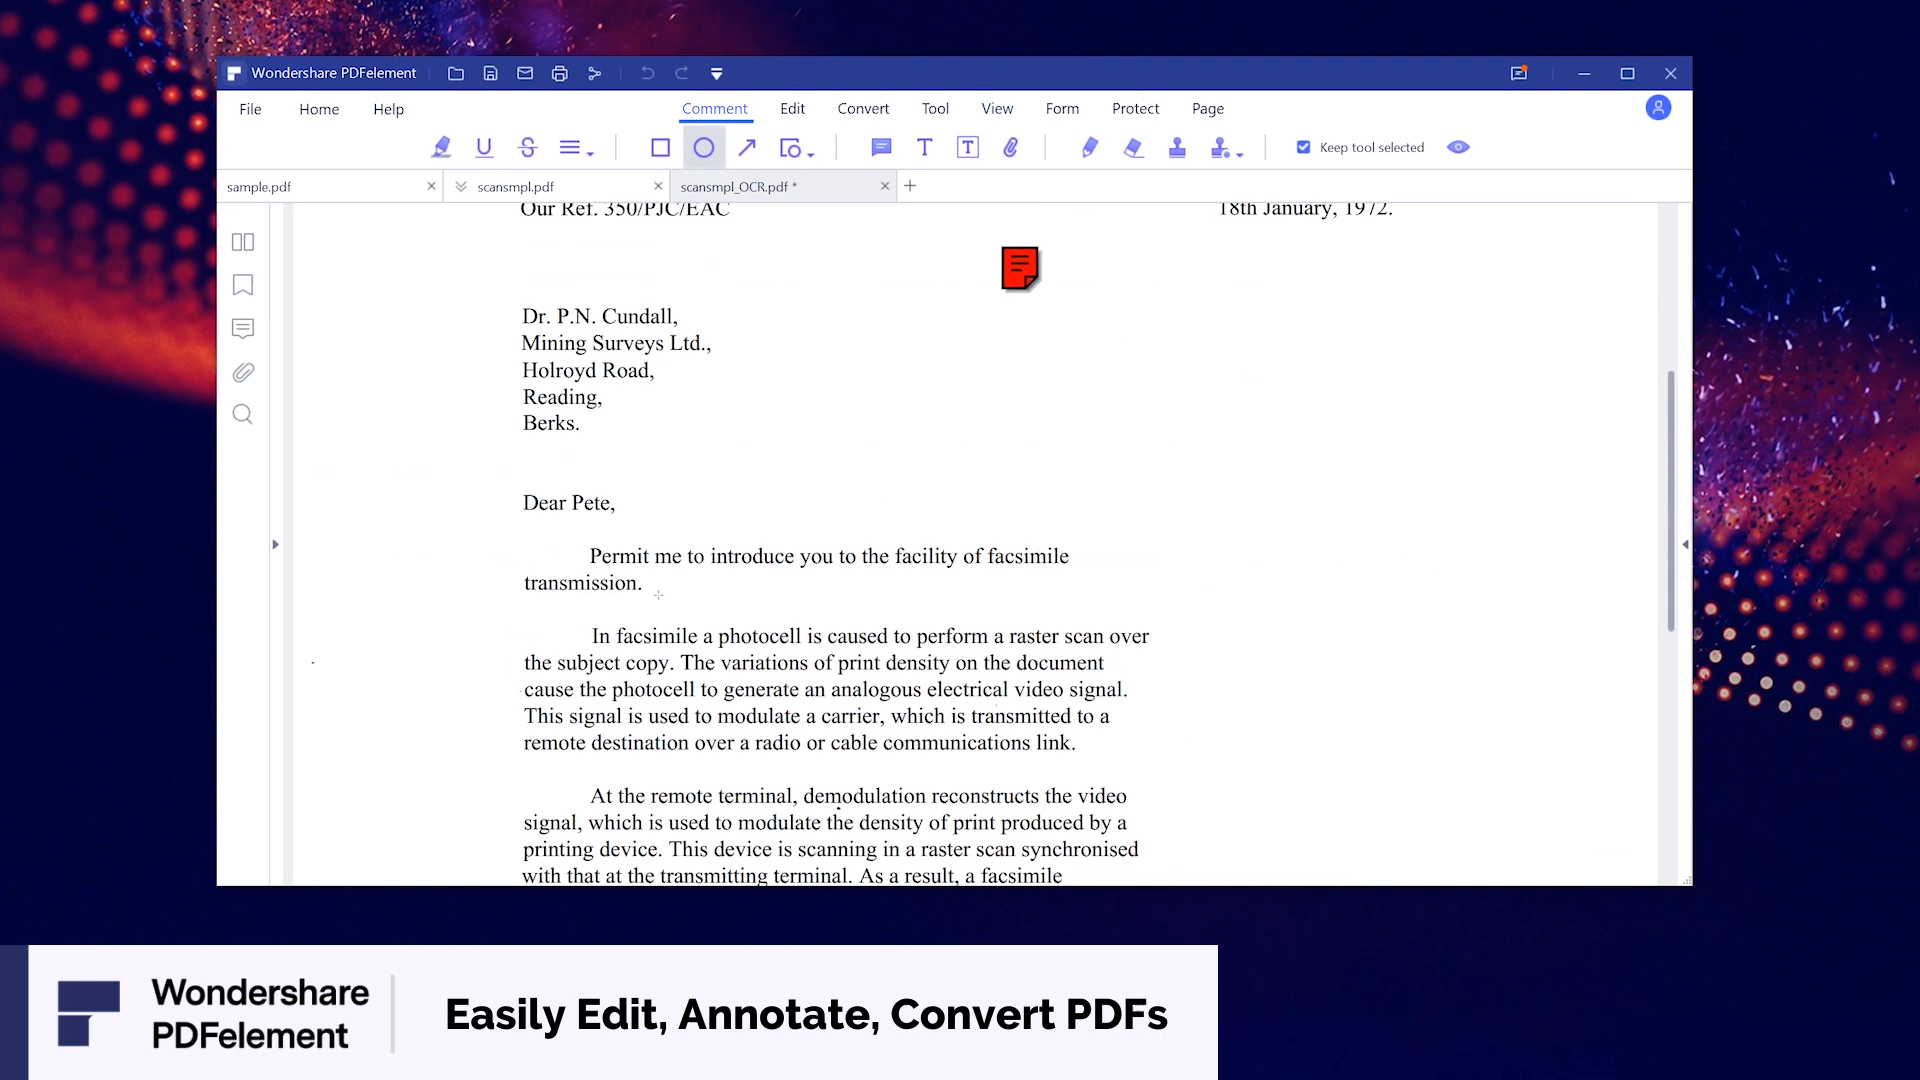 Wondershare PDFelement
File Home Help Comment Edit Convert Tool View Form Protect Page
Keep tool selected
sample.pdf scansmpl.pdf scansmpl_OCR.pdf *
Our Ref. 350/PJC/EAC 18th January, 1972.
Dr. P.N. Cundall,
Mining Surveys Ltd.,
Holroyd Road,
Reading,
Berks.
Dear Pete,
Permit me to introduce you to the facility of facsimile
transmission.
In facsimile a photocell is caused to perform a raster scan over
the subject copy. The variations of print density on the document
cause the photocell to generate an analogous electrical video signal.
This signal is used to modulate a carrier, which is transmitted to a
remote destination over a radio or cable communications link.
At the remote terminal, demodulation reconstructs the video
signal, which is used to modulate the density of print produced by a
printing device. This device is scanning in a raster scan synchronised
with that at the transmitting terminal. As a result, a facsimile
Wondershare
PDFelement
Easily Edit, Annotate, Convert PDFs